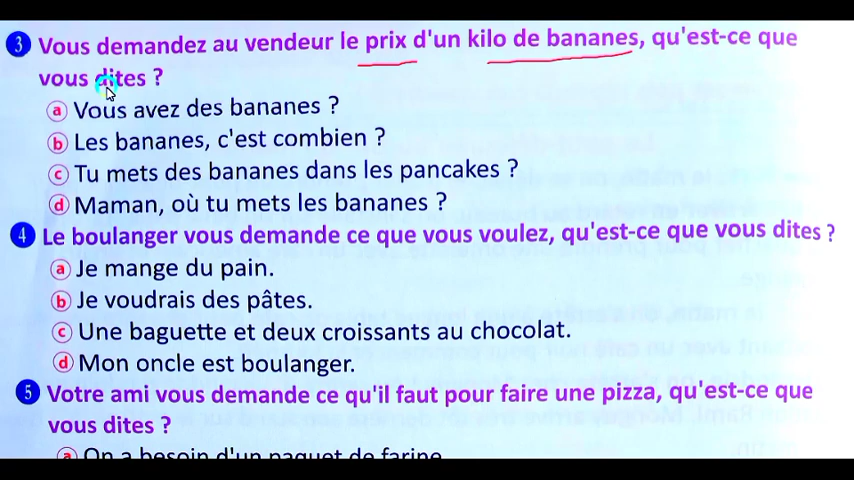 3 Vous demandez au vendeur le prix d'un kilo de bananes, qu'est-ce que
vous dites ?
a Vous avez des bananes ?
b Les bananes, c'est combien ?
c Tu mets des bananes dans les pancakes ?
d Maman, où tu mets les bananes ?
4 Le boulanger vous demande ce que vous voulez, qu'est-ce que vous dites ?
a Je mange du pain.
b Je voudrais des pâtes.
c Une baguette et deux croissants au chocolat.
d Mon oncle est boulanger.
5 Votre ami vous demande ce qu'il faut pour faire une pizza, qu'est-ce que
vous dites ?
a On a besoin d'un paquet de farine.